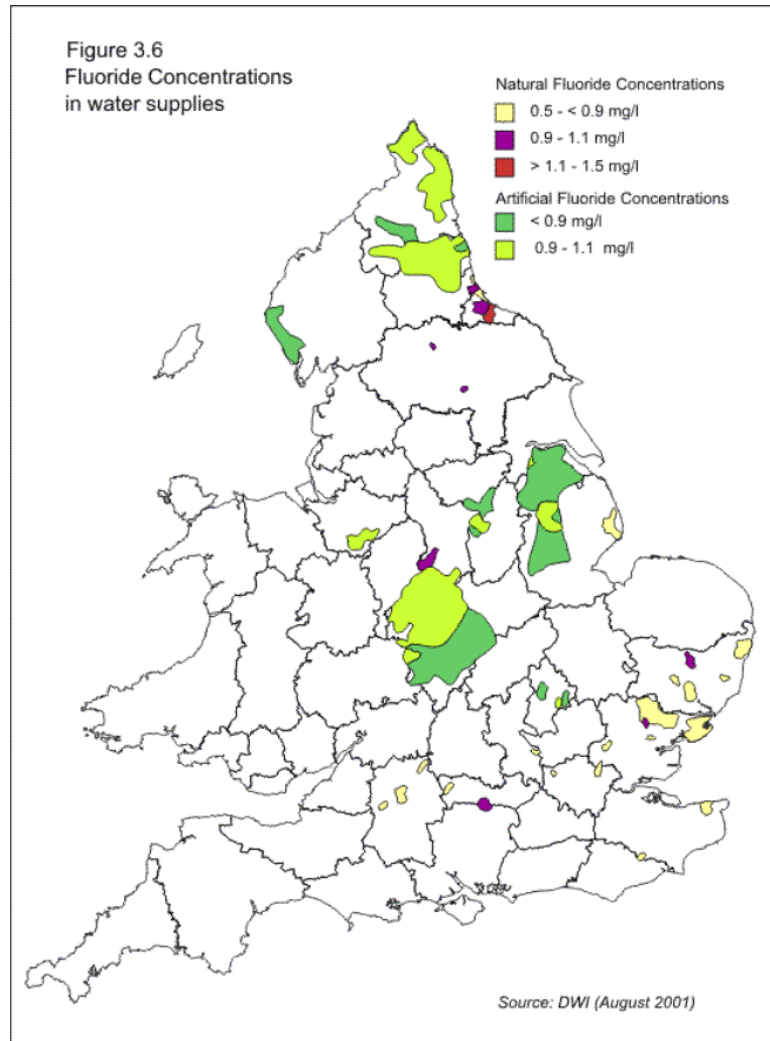 Figure 3.6
Fluoride Concentrations
in water supplies
Natural Fluoride Concentrations
0.5 - < 0.9 mg/l
0.9 - 1.1 mg/l
> 1.1 - 1.5 mg/l
Artificial Fluoride Concentrations
< 0.9 mg/l
0.9 - 1.1 mg/l
Source: DWI (August 2001)